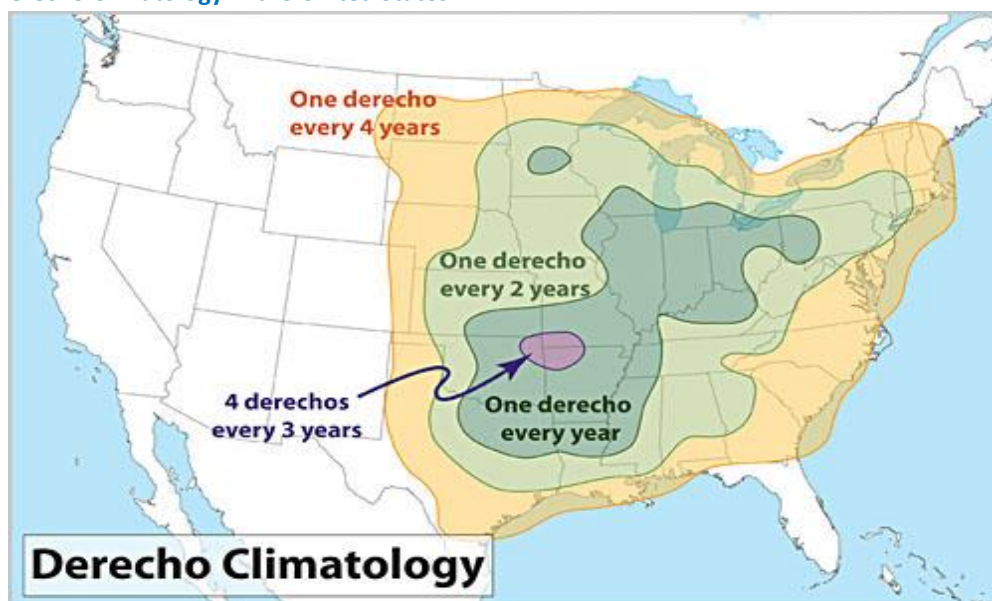 One derecho
every 4 years
One derecho
every 2 years
4 derechos
every 3 years
One derecho
every year
Derecho Climatology